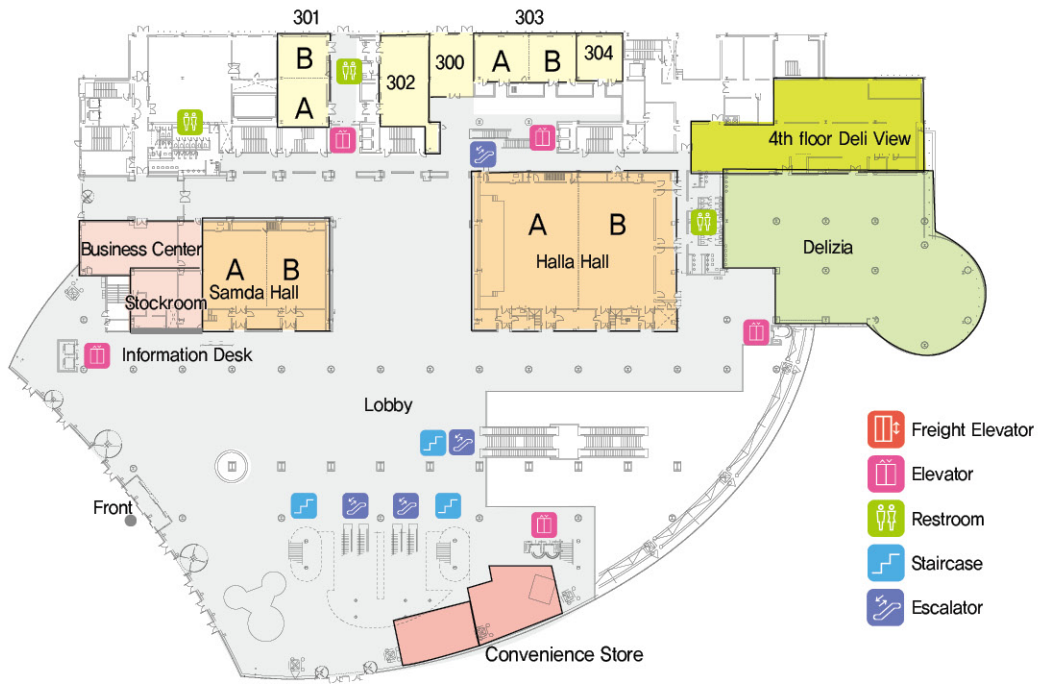 301
303
B
A
302
300
A
B
304
4th floor Deli View
A
B
Halla Hall
Delizia
Business Center
A
B
Samda Hall
Stockroom
Information Desk
Lobby
Front
Convenience Store
Freight Elevator
Elevator
Restroom
Staircase
Escalator